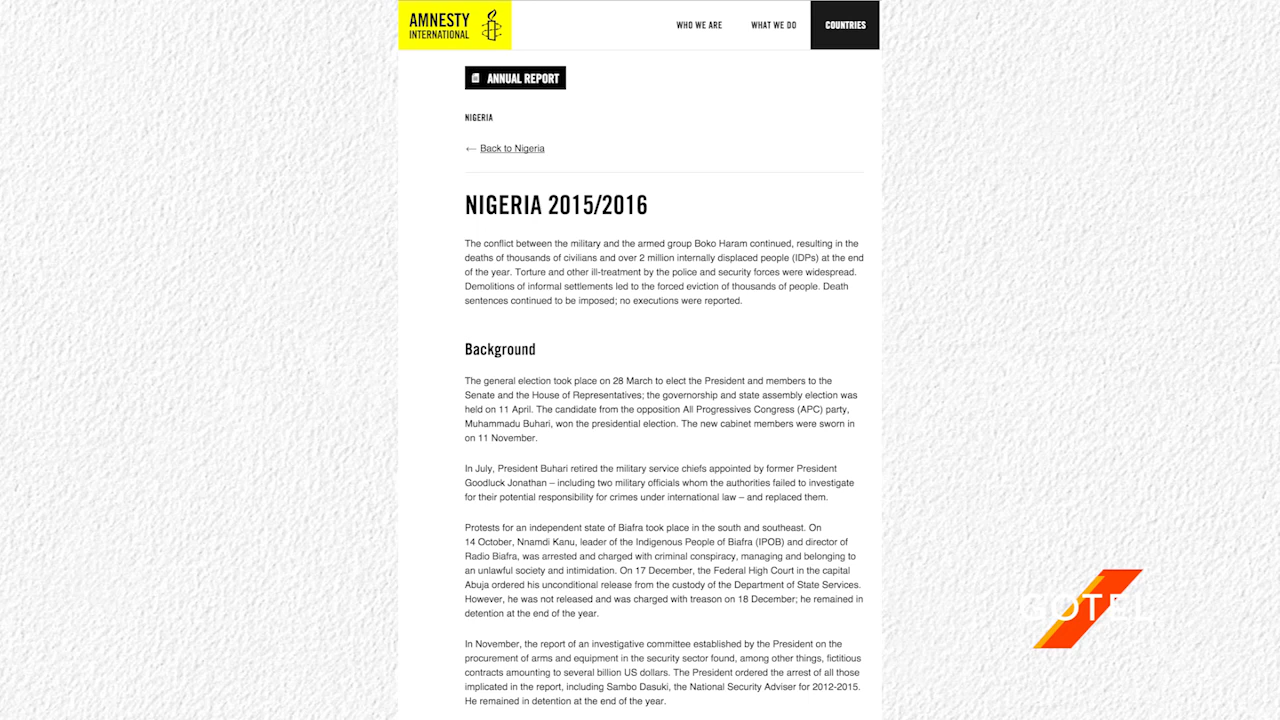 AMNESTY
INTERNATIONAL
WHO WE ARE
WHAT WE DO
COUNTRIES
ANNUAL REPORT
NIGERIA
← Back to Nigeria
NIGERIA 2015/2016
The conflict between the military and the armed group Boko Haram continued, resulting in the
deaths of thousands of civilians and over 2 million internally displaced people (IDPs) at the end
of the year. Torture and other ill-treatment by the police and security forces were widespread.
Demolitions of informal settlements led to the forced eviction of thousands of people. Death
sentences continued to be imposed; no executions were reported.
Background
The general election took place on 28 March to elect the President and members to the
Senate and the House of Representatives; the governorship and state assembly election was
held on 11 April. The candidate from the opposition All Progressives Congress (APC) party,
Muhammadu Buhari, won the presidential election. The new cabinet members were sworn in
on 11 November.
In July, President Buhari retired the military service chiefs appointed by former President
Goodluck Jonathan – including two military officials whom the authorities failed to investigate
for their potential responsibility for crimes under international law – and replaced them.
Protests for an independent state of Biafra took place in the south and southeast. On
14 October, Nnamdi Kanu, leader of the Indigenous People of Biafra (IPOB) and director of
Radio Biafra, was arrested and charged with criminal conspiracy, managing and belonging to
an unlawful society and intimidation. On 17 December, the Federal High Court in the capital
Abuja ordered his unconditional release from the custody of the Department of State Services.
However, he was not released and was charged with treason on 18 December; he remained in
detention at the end of the year.
In November, the report of an investigative committee established by the President on the
procurement of arms and equipment in the security sector found, among other things, fictitious
contracts amounting to several billion US dollars. The President ordered the arrest of all those
implicated in the report, including Sambo Dasuki, the National Security Adviser for 2012-2015.
He remained in detention at the end of the year.